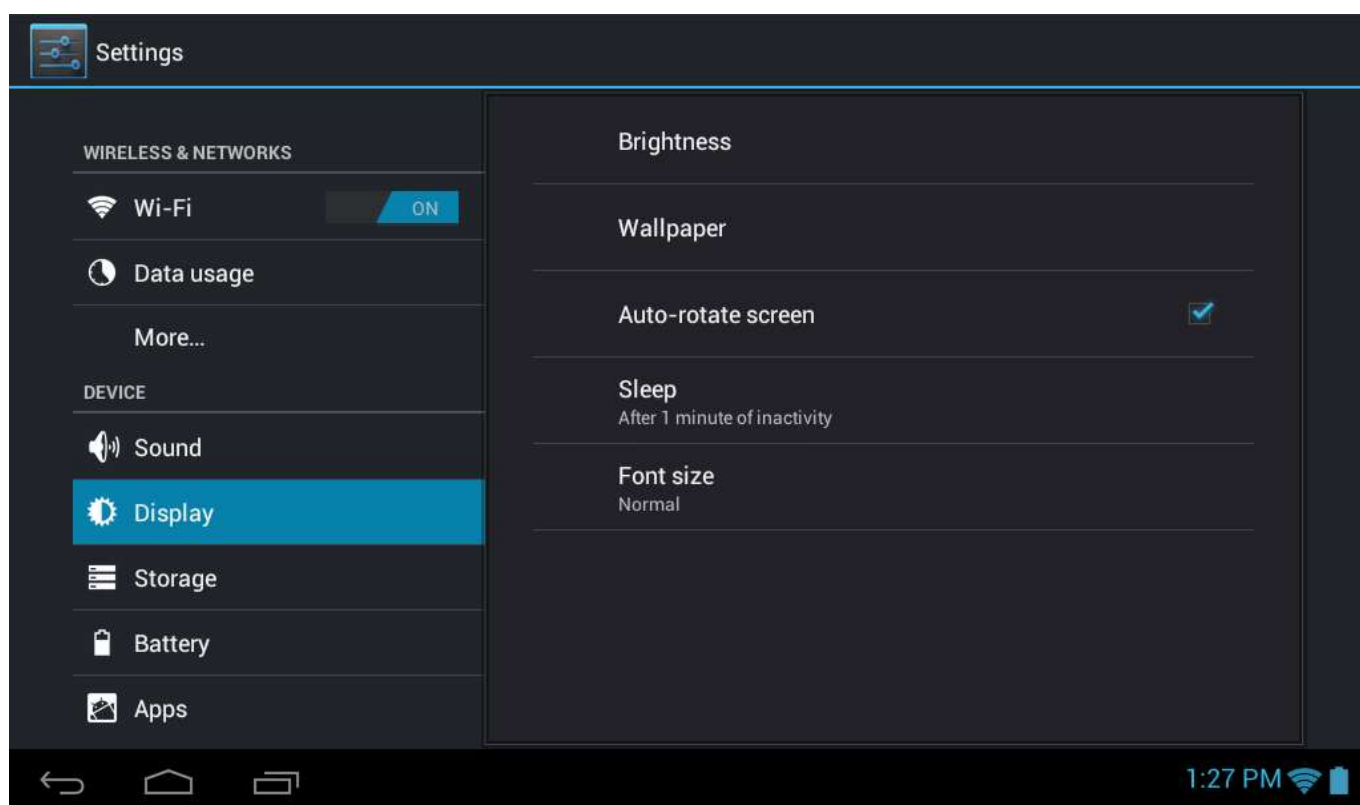 Settings
WIRELESS & NETWORKS
Wi-Fi ON
Data usage
More...
DEVICE
Sound
Display
Storage
Battery
Apps
Brightness
Wallpaper
Auto-rotate screen
Sleep
After 1 minute of inactivity
Font size
Normal
1:27 PM